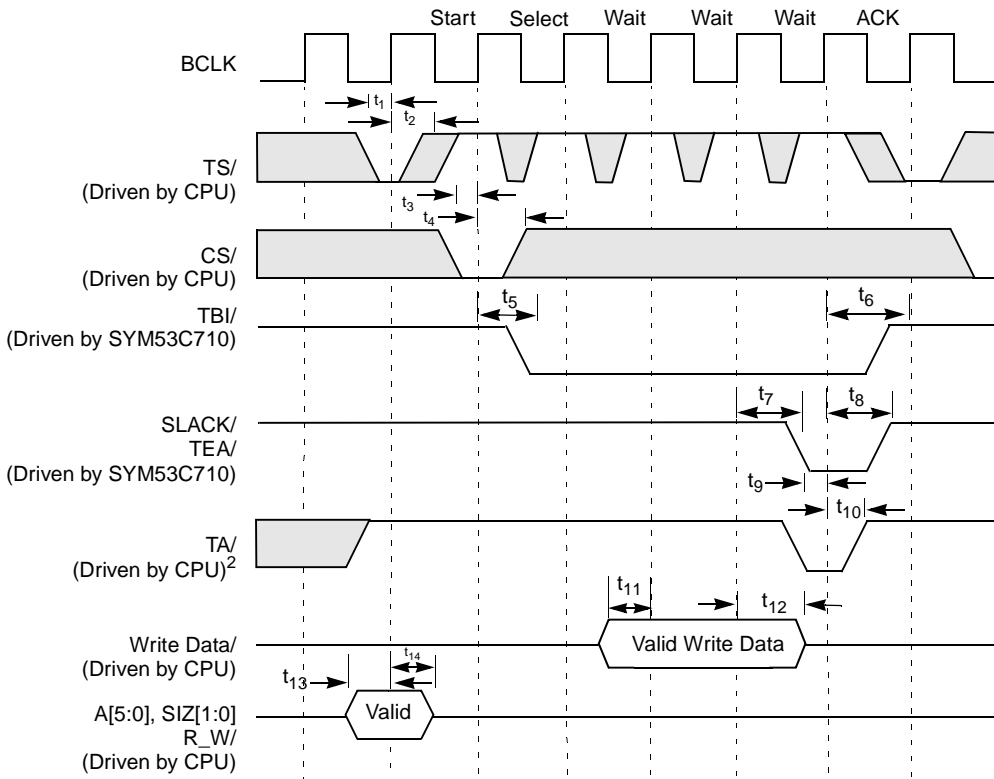 Start Select Wait Wait Wait ACK
BCLK
t1
t2
TS/
(Driven by CPU)
t3
t4
CS/
(Driven by CPU)
t5 t6
TBI/
(Driven by SYM53C710)
t7 t8
SLACK/
TEA/
(Driven by SYM53C710)
t9
t10
TA/
(Driven by CPU)2
t11 t12
Write Data/
(Driven by CPU)
Valid Write Data
t14
t13
A[5:0], SIZ[1:0]
R_W/
(Driven by CPU)
Valid